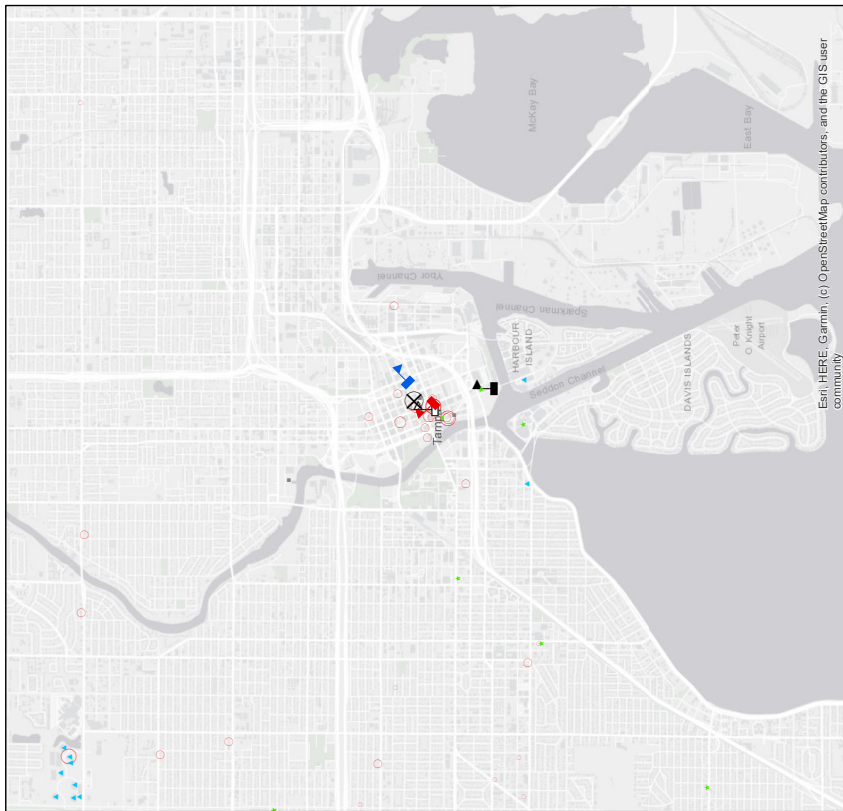 McKay Bay
East Bay
Ybor Channel
Sparkman Channel
HARBOUR
ISLAND
Seddon Channel
DAVIS ISLANDS
Peter
O. Knight
Airport
Esri, HERE, Garmin, (c) OpenStreetMap contributors, and the GIS user
community